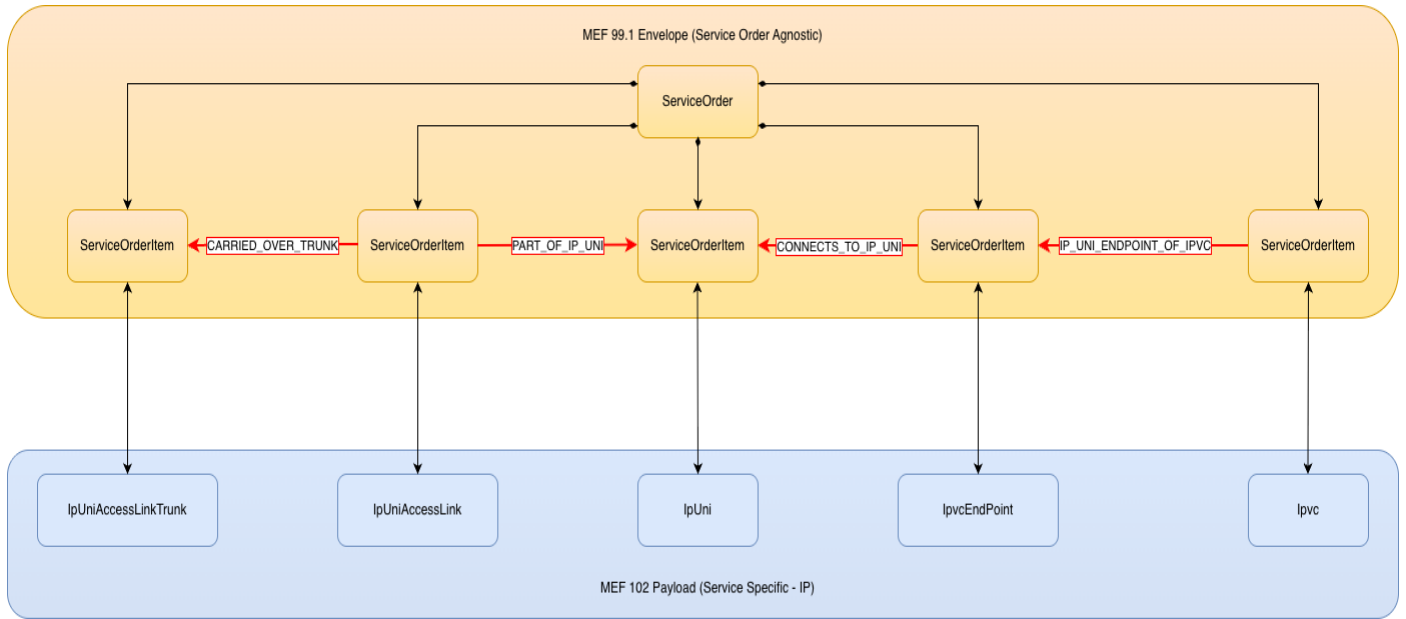 MEF 99.1 Envelope (Service Order Agnostic)
ServiceOrder
ServiceOrderItem
CARRIED_OVER_TRUNK
ServiceOrderItem
PART_OF_IP_UNI
ServiceOrderItem
CONNECTS_TO_IP_UNI
ServiceOrderItem
IP_UNI_ENDPOINT_OF_IPVC
ServiceOrderItem
IpUniAccessLinkTrunk
IpUniAccessLink
IpUni
IpvcEndPoint
Ipvc
MEF 102 Payload (Service Specific - IP)